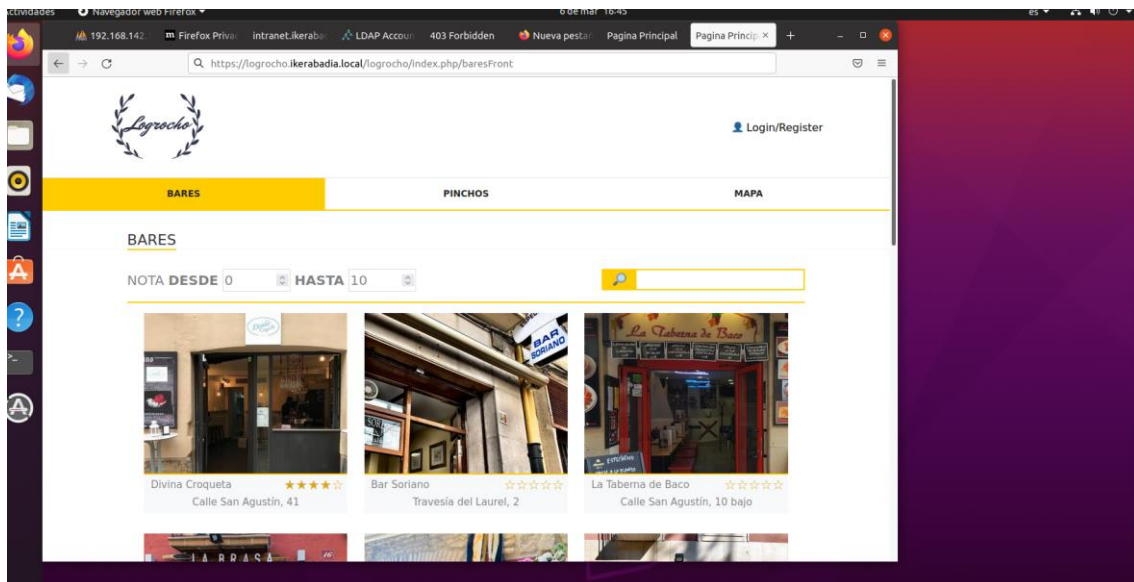 Actividades Navegador web Firefox 6 de mar 16:45 es
192.168.142. Firefox Priva intranet.ikeraba LDAP Accoun 403 Forbidden Nueva pestañ Pagina Principal Pagina Princip × +
https://logrocho.ikerabadia.local/logrocho/index.php/baresFront
Logrocho
Login/Register
BARES PINCHOS MAPA
BARES
NOTA DESDE 0 HASTA 10
BAR
SORIANO
La Taberna de Baco
Divina Croqueta ★★★★☆ Bar Soriano ☆☆☆☆☆ La Taberna de Baco ☆☆☆☆☆
Calle San Agustín, 41 Travesía del Laurel, 2 Calle San Agustín, 10 bajo
LA BRASA